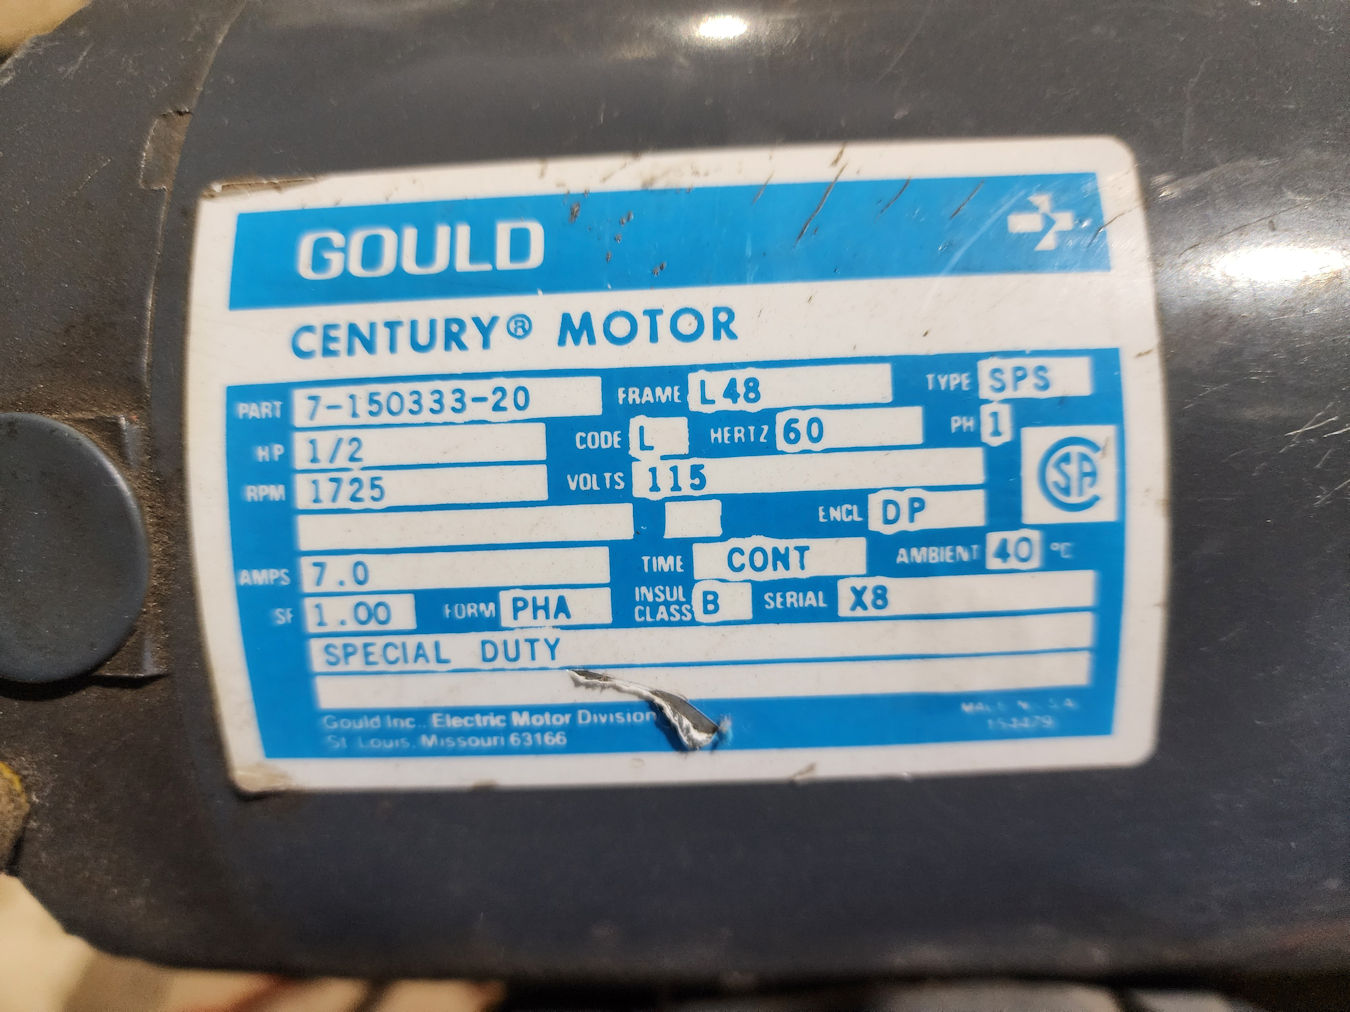 GOULD
CENTURY® MOTOR
PART 7-150333-20 FRAME L48 TYPE SPS
HP 1/2 CODE L HERTZ 60 PH 1
RPM 1725 VOLTS 115
CSA
ENCL DP
AMPS 7.0 TIME CONT AMBIENT 40 °C
SF 1.00 FORM PHA INSUL CLASS B SERIAL X8
SPECIAL DUTY
Gould Inc., Electric Motor Division
St. Louis, Missouri 63166